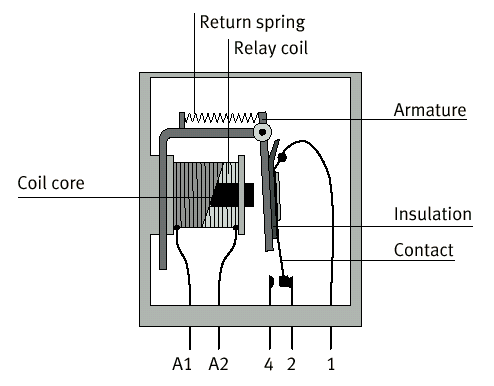 Return spring
Relay coil
Armature
Coil core
Insulation
Contact
A1 A2 4 2 1